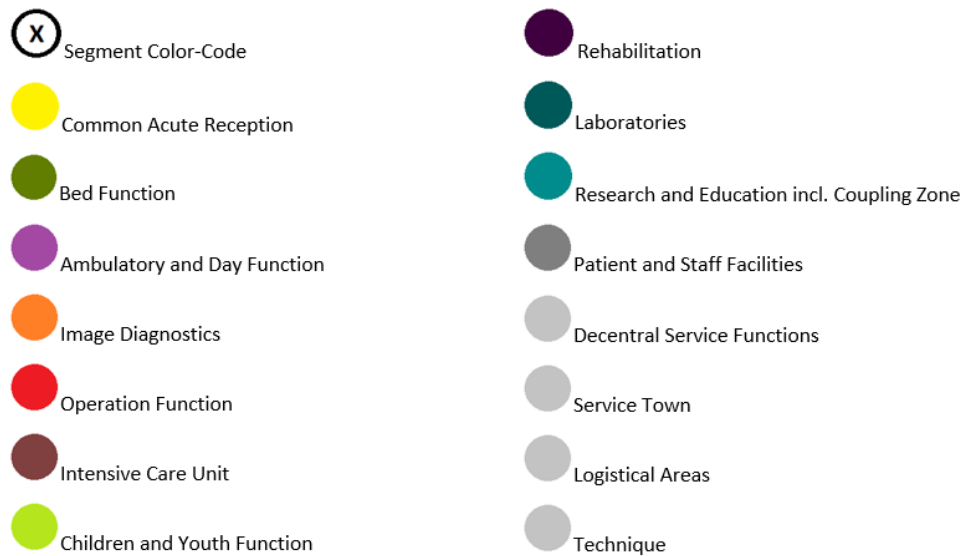 X
Segment Color-Code
Common Acute Reception
Bed Function
Ambulatory and Day Function
Image Diagnostics
Operation Function
Intensive Care Unit
Children and Youth Function
Rehabilitation
Laboratories
Research and Education incl. Coupling Zone
Patient and Staff Facilities
Decentral Service Functions
Service Town
Logistical Areas
Technique